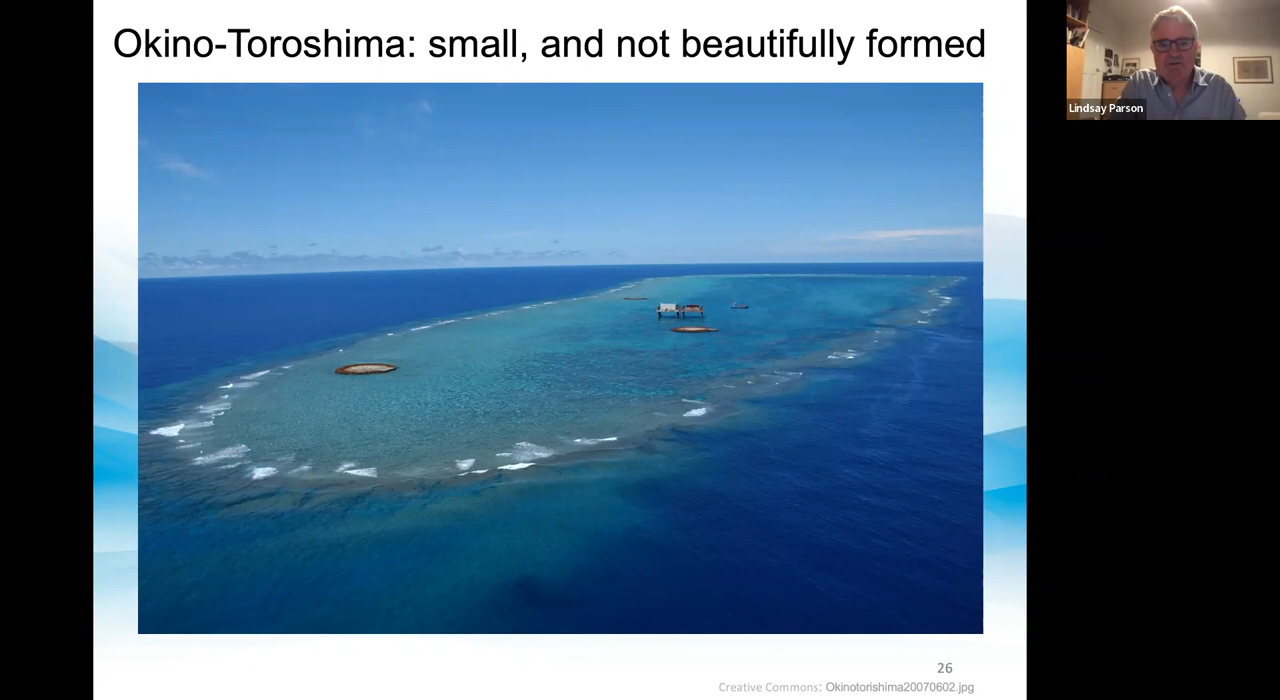 Okino-Toroshima: small, and not beautifully formed
Lindsay Parson
26
Creative Commons: Okinotorishima20070602.jpg